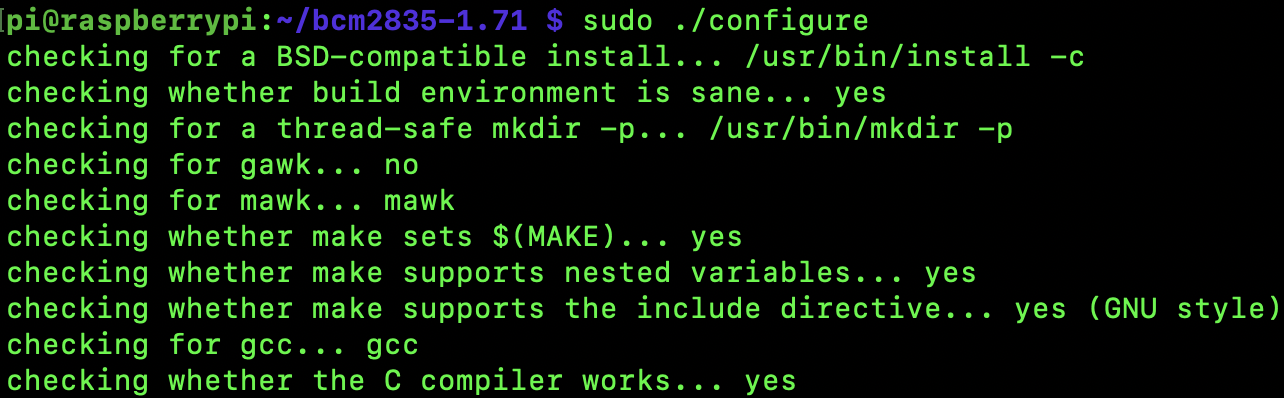 pi@raspberrypi:~/bcm2835-1.71 $ sudo ./configure
checking for a BSD-compatible install... /usr/bin/install -c
checking whether build environment is sane... yes
checking for a thread-safe mkdir -p... /usr/bin/mkdir -p
checking for gawk... no
checking for mawk... mawk
checking whether make sets $(MAKE)... yes
checking whether make supports nested variables... yes
checking whether make supports the include directive... yes (GNU style)
checking for gcc... gcc
checking whether the C compiler works... yes